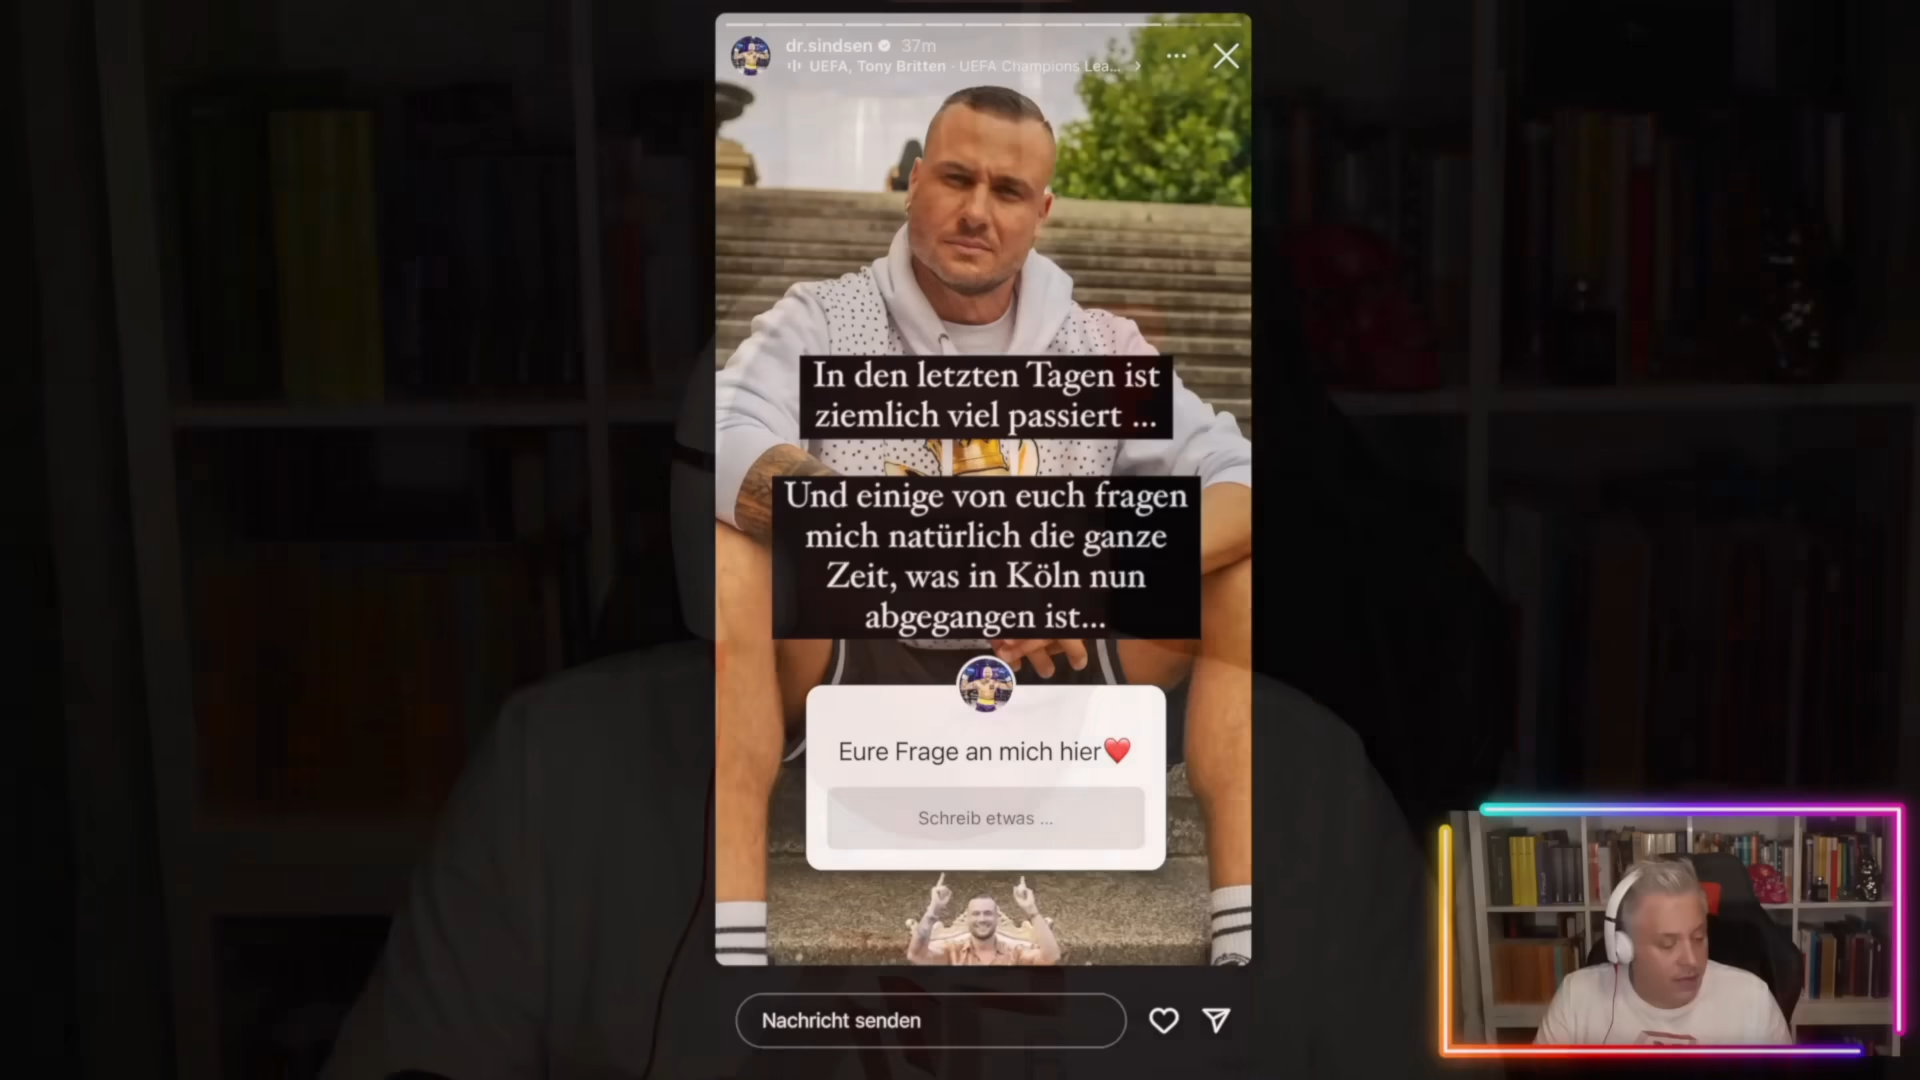 dr.sindsen 37m
UEFA, Tony Britten · UEFA Champions Lea...
In den letzten Tagen ist
ziemlich viel passiert ...
Und einige von euch fragen
mich natürlich die ganze
Zeit, was in Köln nun
abgegangen ist...
Eure Frage an mich hier❤️
Schreib etwas ...
Nachricht senden